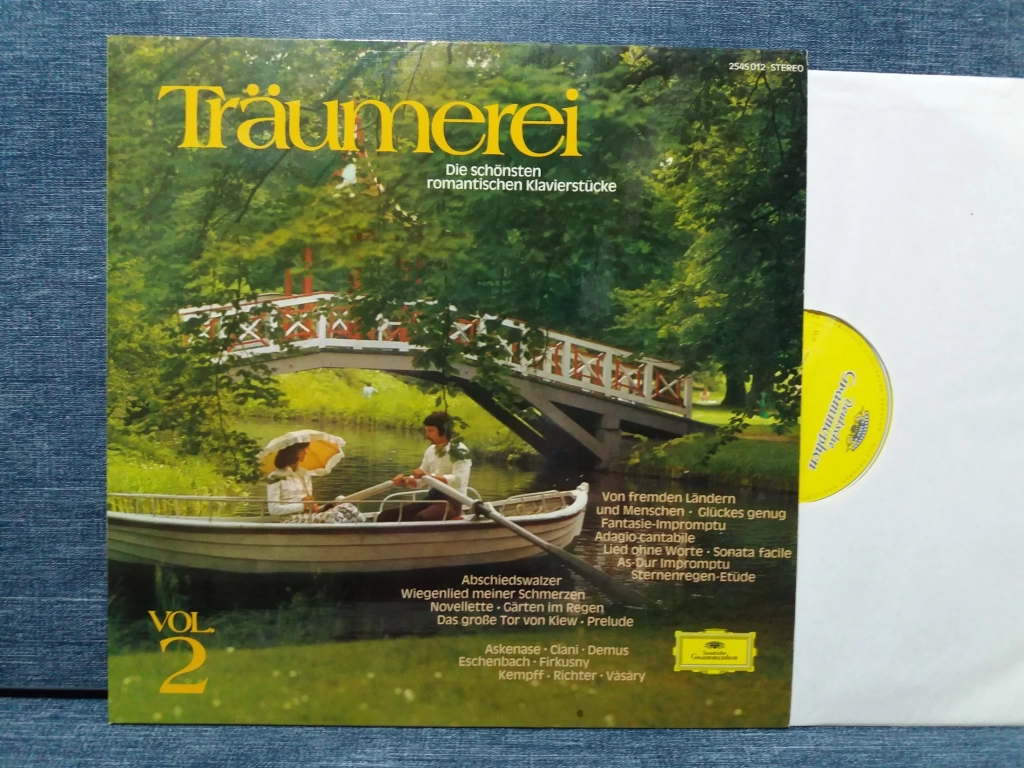 2545 012 · STEREO
Träumerei
Die schönsten
romantischen Klavierstücke
Deutsche
Grammophon
Von fremden Ländern
und Menschen · Glückes genug
Fantasie-Impromptu
Adagio cantabile
Lied ohne Worte · Sonata facile
As-Dur Impromptu
Sternenregen-Etüde
Abschiedswalzer
Wiegenlied meiner Schmerzen
Novellette · Gärten im Regen
Das große Tor von Kiew · Prelude
VOL.
2
Askenase · Ciani · Demus
Eschenbach · Firkusny
Kempff · Richter · Vásáry
Deutsche
Grammophon